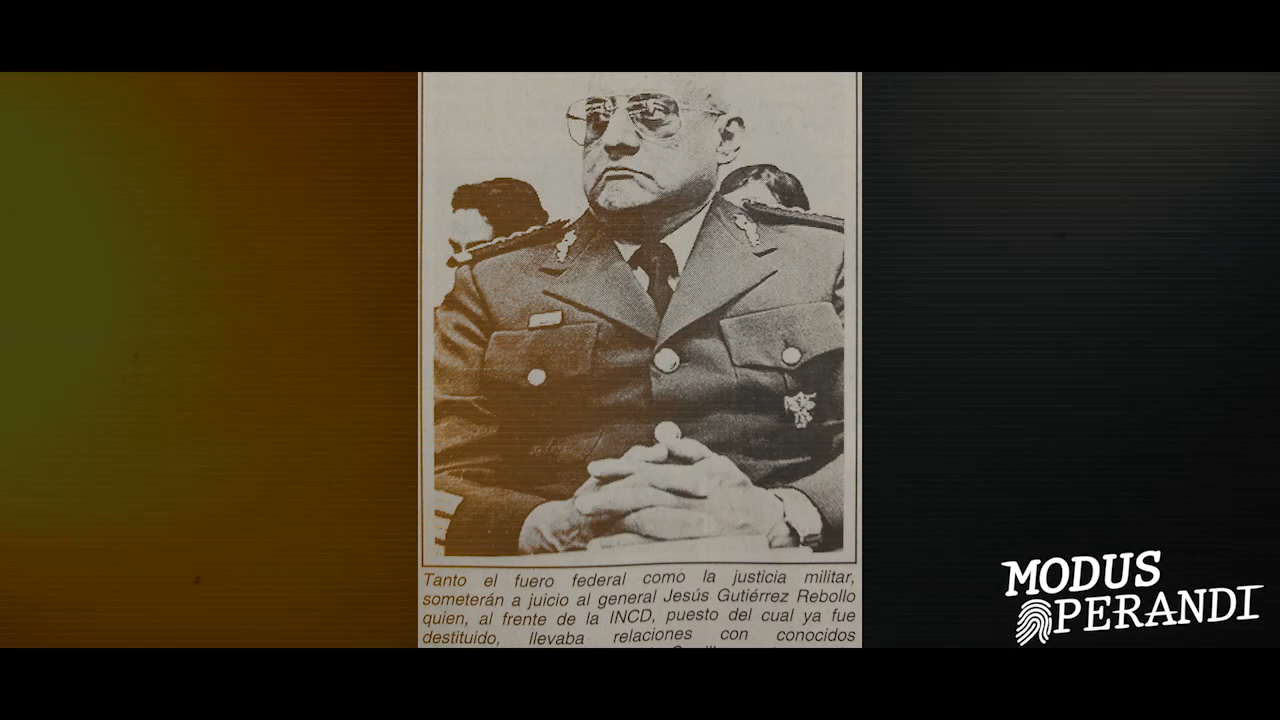 Tanto el fuero federal como la justicia militar,
someterán a juicio al general Jesús Gutiérrez Rebollo
quien, al frente de la INCD, puesto del cual ya fue
destituido, llevaba relaciones con conocidos
MODUS
OPERANDI